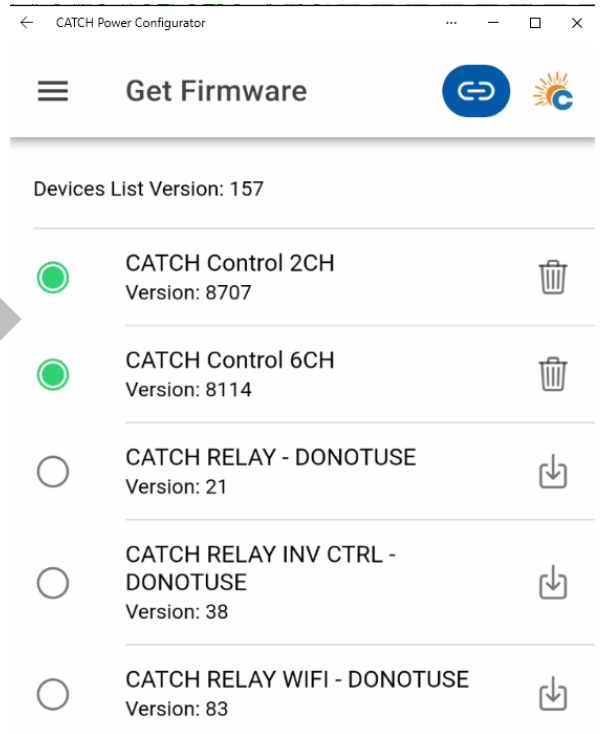 CATCH Power Configurator
Get Firmware
Devices List Version: 157
CATCH Control 2CH
Version: 8707
CATCH Control 6CH
Version: 8114
CATCH RELAY - DONOTUSE
Version: 21
CATCH RELAY INV CTRL -
DONOTUSE
Version: 38
CATCH RELAY WIFI - DONOTUSE
Version: 83